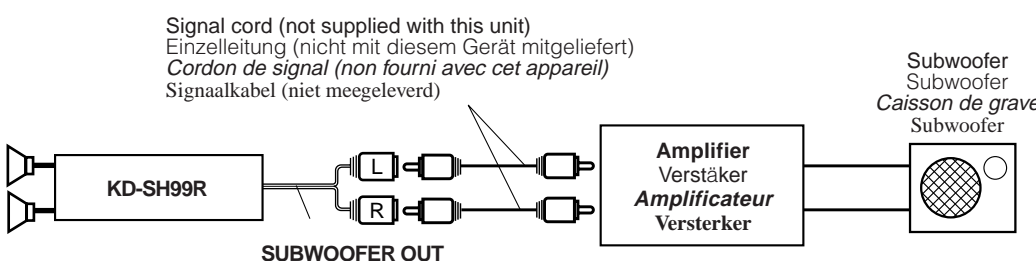 Signal cord (not supplied with this unit)
Einzelleitung (nicht mit diesem Gerät mitgeliefert)
Cordon de signal (non fourni avec cet appareil)
Signaalkabel (niet meegeleverd)
Subwoofer
Subwoofer
Caisson de grave
Subwoofer
KD-SH99R
L
R
Amplifier
Verstäker
Amplificateur
Versterker
SUBWOOFER OUT